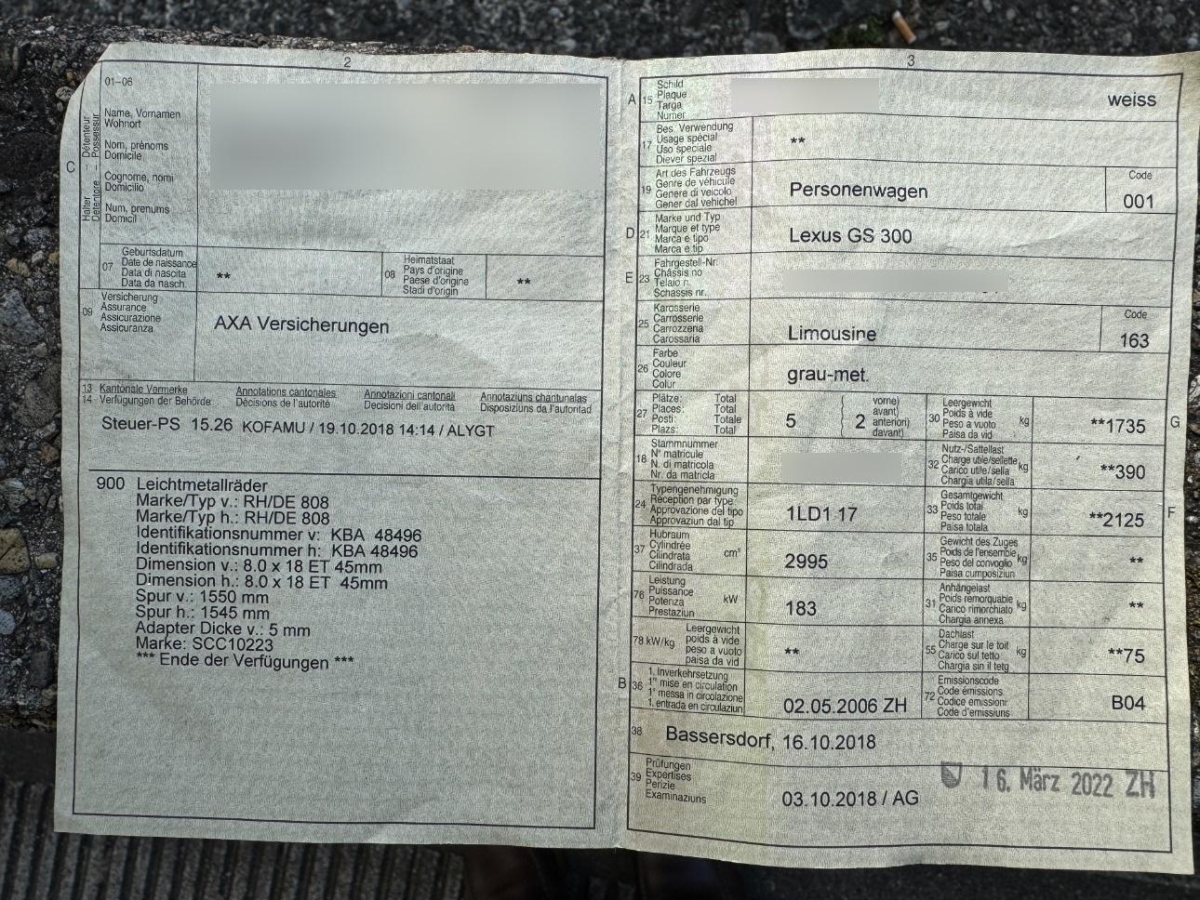 2
01-06
Name, Vornamen
Wohnort
Nom, prénoms
Domicile
Cognome, nomi
Domicilio
Num, prenums
Domicil
C
Halter Détenteur
Detentore – Possessur
07
Geburtsdatum
Date de naissance
Data di nascita
Data da nasch.
**
08
Heimatstaat
Pays d'origine
Paese d'origine
Stadi d'origin
**
09
Versicherung
Assurance
Assicurazione
Assicuranza
AXA Versicherungen
13 Kantonale Vermerke Annotations cantonales Annotazioni cantonali Annotaziuns chantunalas
14 Verfügungen der Behörde Décisions de l'autorité Decisioni dell'autorità Disposiziuns da l'autoritad
Steuer-PS 15.26 KOFAMU / 19.10.2018 14:14 / ALYGT
900 Leichtmetallräder
Marke/Typ v.: RH/DE 808
Marke/Typ h.: RH/DE 808
Identifikationsnummer v: KBA 48496
Identifikationsnummer h: KBA 48496
Dimension v.: 8.0 x 18 ET 45mm
Dimension h.: 8.0 x 18 ET 45mm
Spur v.: 1550 mm
Spur h.: 1545 mm
Adapter Dicke v.: 5 mm
Marke: SCC10223
*** Ende der Verfügungen ***
3
A 15
Schild
Plaque
Targa
Numer
weiss
17
Bes. Verwendung
Usage spécial
Uso speciale
Diever spezial
**
19
Art des Fahrzeugs
Genre de véhicule
Genere di veicolo
Gener dal vehichel
Personenwagen
Code
001
D 21
Marke und Typ
Marque et type
Marca e tipo
Marca e tip
Lexus GS 300
E 23
Fahrgestell-Nr.
Châssis no
Telaio n.
Schassis nr.
25
Karosserie
Carrosserie
Carrozzeria
Carossaria
Limousine
Code
163
26
Farbe
Couleur
Colore
Colur
grau-met.
27
Plätze: Total
Places: Total
Posti: Totale
Plazs: Total
5
2
vorne)
avant)
anteriori)
davant)
30
Leergewicht
Poids à vide
Peso a vuoto
Paisa da vid
kg
**1735
G
18
Stammnummer
N° matricule
N. di matricola
Nr. da matricla
32
Nutz-/Sattellast
Charge utile/sellette
Carico utile/sella
Chargia utila/sella
kg
**390
24
Typengenehmigung
Réception par type
Approvazione del tipo
Approvaziun dal tip
1LD1 17
33
Gesamtgewicht
Poids total
Peso totale
Paisa totala
**2125
F
37
Hubraum
Cylindrée
Cilindrata
Cilindrada
cm³
2995
35
Gewicht des Zuges
Poids de l'ensemble
Peso del convoglio
Paisa cumposiziun
kg
**
76
Leistung
Puissance
Potenza
Prestaziun
kW
183
31
Anhängelast
Poids remorquable
Carico rimorchiato
Chargia annexa
kg
**
78 kW/kg
Leergewicht
poids à vide
peso a vuoto
paisa da vid
**
55
Dachlast
Charge sur le toit
Carico sul tetto
Chargia sin il tetg
kg
**75
B 36
1. Inverkehrsetzung
1re mise en circulation
1a messa in circolazione
1. entrada en circulaziun
02.05.2006 ZH
72
Emissionscode
Code émissions
Codice emissioni
Code d'emissiuns
B04
38
Bassersdorf, 16.10.2018
39
Prüfungen
Expertises
Perizie
Examinaziuns
03.10.2018 / AG
16. März 2022 ZH